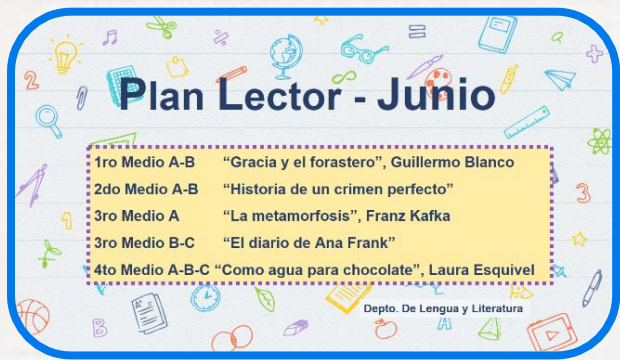 Plan Lector - Junio
1ro Medio A-B "Gracia y el forastero", Guillermo Blanco
2do Medio A-B "Historia de un crimen perfecto"
3ro Medio A "La metamorfosis", Franz Kafka
3ro Medio B-C "El diario de Ana Frank"
4to Medio A-B-C "Como agua para chocolate", Laura Esquivel
Depto. De Lengua y Literatura